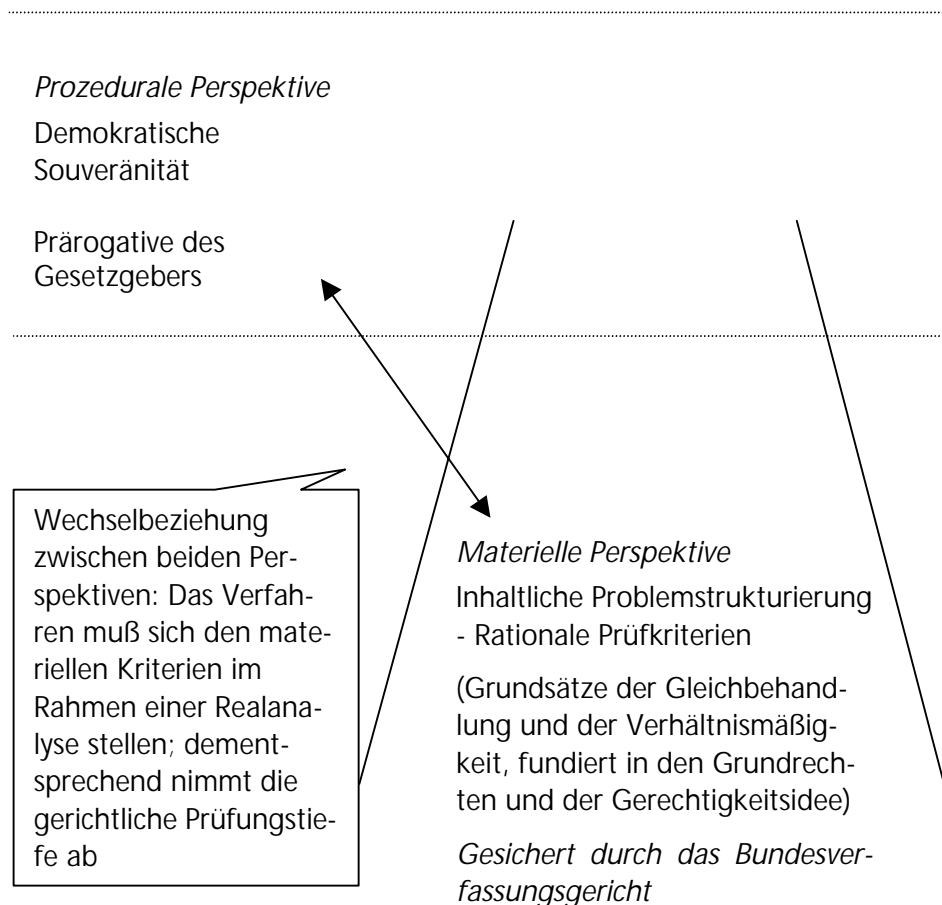 Prozedurale Perspektive
Demokratische
Souveränität
Prärogative des
Gesetzgebers
Wechselbeziehung
zwischen beiden Per-
spektiven: Das Verfah-
ren muß sich den mate-
riellen Kriterien im
Rahmen einer Realana-
lyse stellen; dement-
sprechend nimmt die
gerichtliche Prüfungstie-
fe ab
Materielle Perspektive
Inhaltliche Problemstrukturierung
- Rationale Prüfkriterien
(Grundsätze der Gleichbehand-
lung und der Verhältnismäßig-
keit, fundiert in den Grundrech-
ten und der Gerechtigkeitsidee)
Gesichert durch das Bundesver-
fassungsgericht